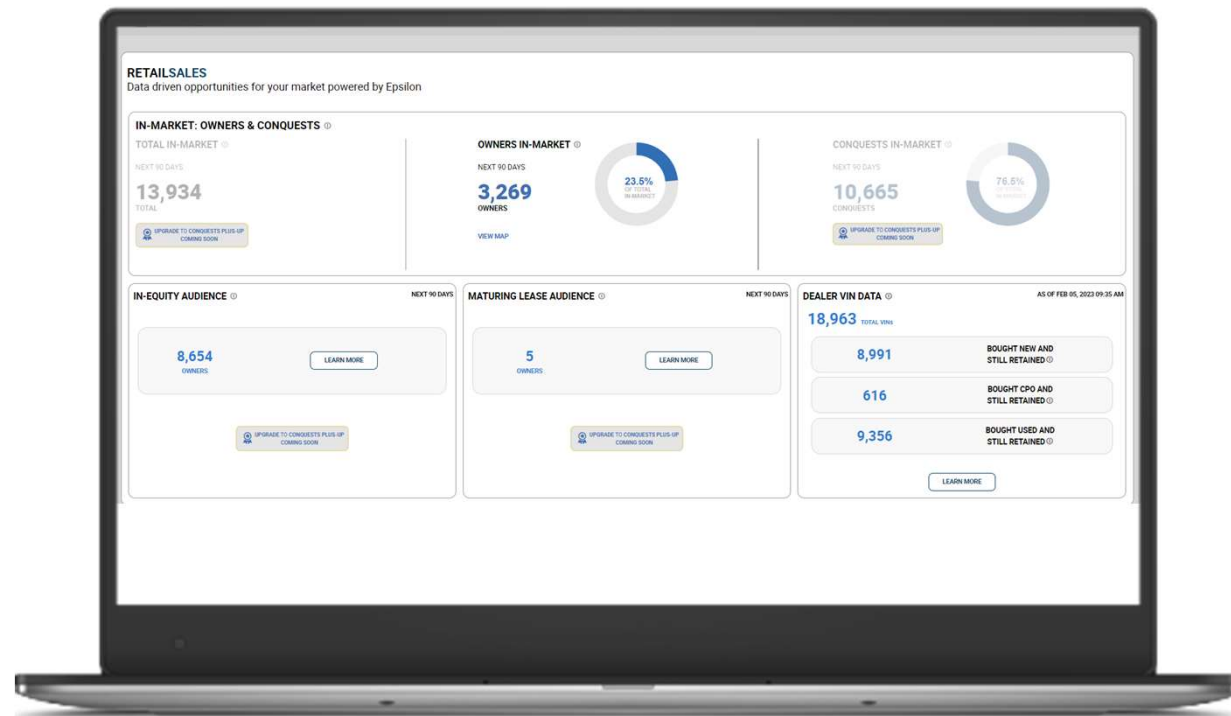 RETAILSALES
Data driven opportunities for your market powered by Epsilon
IN-MARKET: OWNERS & CONQUESTS
TOTAL IN-MARKET
NEXT 90 DAYS
13,934
TOTAL
UPGRADE TO CONQUESTS PLUS-UP
COMING SOON
OWNERS IN-MARKET
NEXT 90 DAYS
3,269
OWNERS
VIEW MAP
23.5%
OF TOTAL
IN-MARKET
CONQUESTS IN-MARKET
NEXT 90 DAYS
10,665
CONQUESTS
UPGRADE TO CONQUESTS PLUS-UP
COMING SOON
76.5%
OF TOTAL
IN-MARKET
IN-EQUITY AUDIENCE
NEXT 90 DAYS
8,654
OWNERS
LEARN MORE
UPGRADE TO CONQUESTS PLUS-UP
COMING SOON
MATURING LEASE AUDIENCE
NEXT 90 DAYS
5
OWNERS
LEARN MORE
UPGRADE TO CONQUESTS PLUS-UP
COMING SOON
DEALER VIN DATA
AS OF FEB 05, 2023 09:35 AM
18,963 TOTAL VINs
8,991
BOUGHT NEW AND
STILL RETAINED
616
BOUGHT CPO AND
STILL RETAINED
9,356
BOUGHT USED AND
STILL RETAINED
LEARN MORE